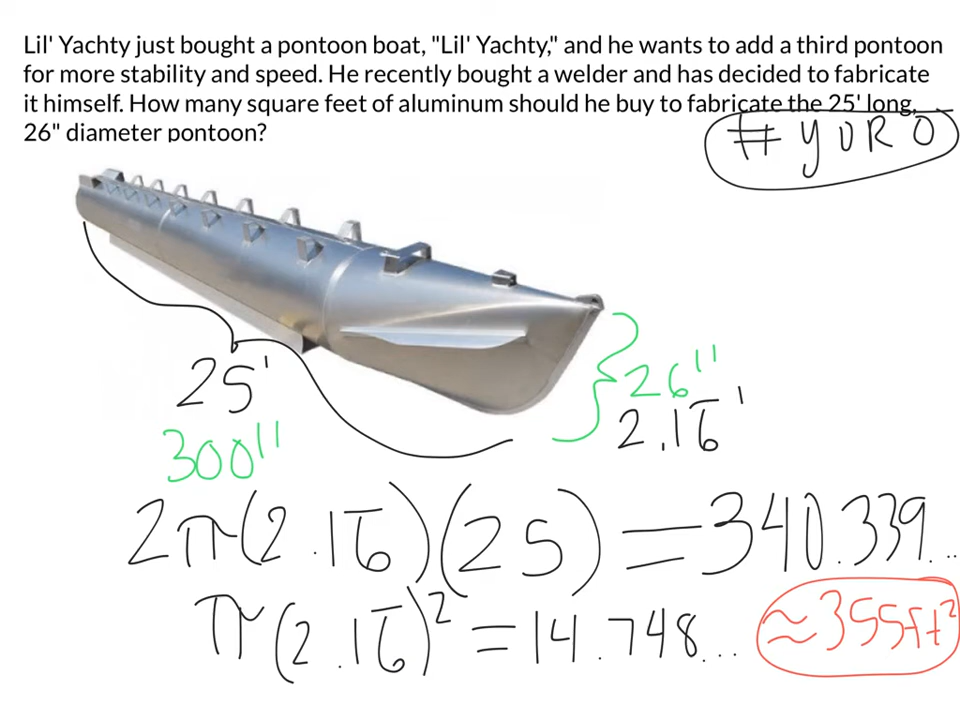 Lil' Yachty just bought a pontoon boat, "Lil' Yachty," and he wants to add a third pontoon
for more stability and speed. He recently bought a welder and has decided to fabricate
it himself. How many square feet of aluminum should he buy to fabricate the 25' long,
26" diameter pontoon?
# YORO
25'
300"
26"
2.16̅'
2π(2.16̅)(25) = 340.339...
π(2.16̅)² = 14.748...
≈355ft²